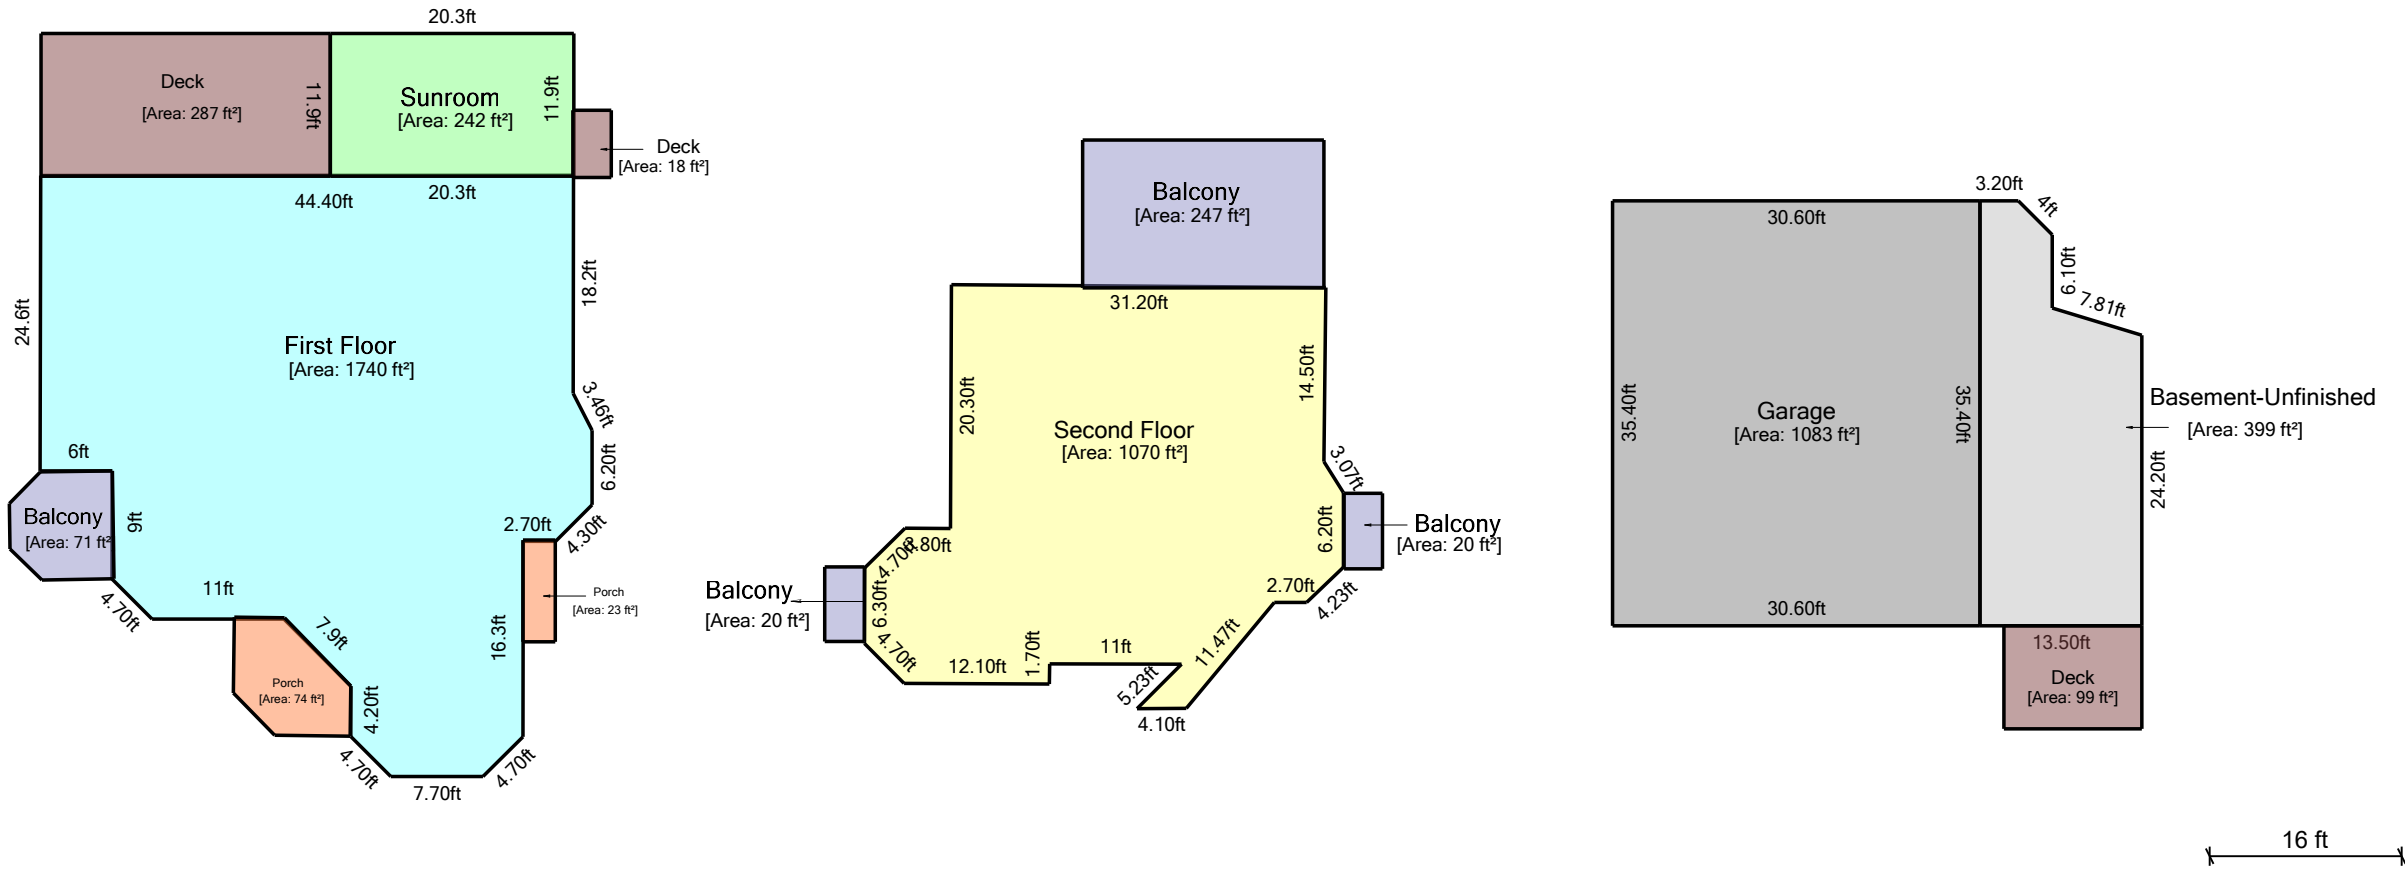 20.3ft
Deck
[Area: 287 ft²]
11.9ft
Sunroom
[Area: 242 ft²]
11.9ft
Deck
[Area: 18 ft²]
44.40ft
20.3ft
24.6ft
18.2ft
First Floor
[Area: 1740 ft²]
3.46ft
6.20ft
6ft
Balcony
[Area: 71 ft²
9ft
2.70ft
4.30ft
4.70ft
11ft
7.9ft
Porch
[Area: 23 ft²]
16.3ft
Porch
[Area: 74 ft²]
4.20ft
4.70ft
7.70ft
4.70ft
Balcony
[Area: 247 ft²]
31.20ft
14.50ft
20.30ft
Second Floor
[Area: 1070 ft²]
3.07ft
Balcony
[Area: 20 ft²]
6.20ft
4.70ft
3.80ft
2.70ft
4.23ft
Balcony
[Area: 20 ft²]
6.30ft
4.70ft
12.10ft
1.70ft
11ft
11.47ft
5.23ft
4.10ft
3.20ft
4ft
30.60ft
6.10ft
7.81ft
35.40ft
Garage
[Area: 1083 ft²]
35.40ft
Basement-Unfinished
[Area: 399 ft²]
24.20ft
30.60ft
13.50ft
Deck
[Area: 99 ft²]
16 ft